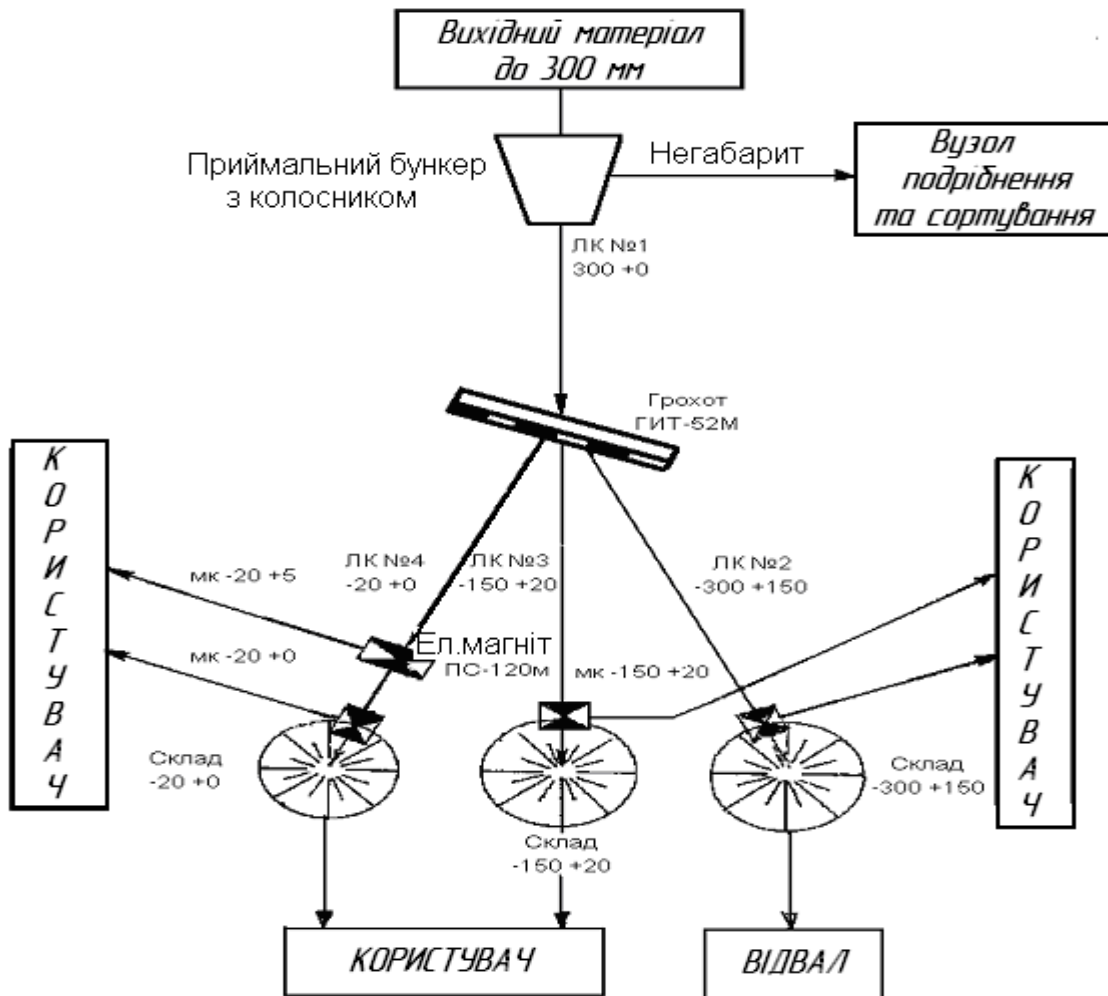 Вихідний матеріал
до 300 мм
Приймальний бункер
з колосником
Негабарит
Вузол
подрібнення
та сортування
ЛК №1
300 +0
Грохот
ГИТ-52М
К
О
Р
И
С
Т
У
В
А
Ч
К
О
Р
И
С
Т
У
В
А
Ч
ЛК №4
-20 +0
ЛК №3
-150 +20
ЛК №2
-300 +150
мк -20 +5
мк -20 +0
Ел.магніт
ПС-120м
мк -150 +20
Склад
-20 +0
Склад
-150 +20
Склад
-300 +150
КОРИСТУВАЧ
ВІДВАЛ